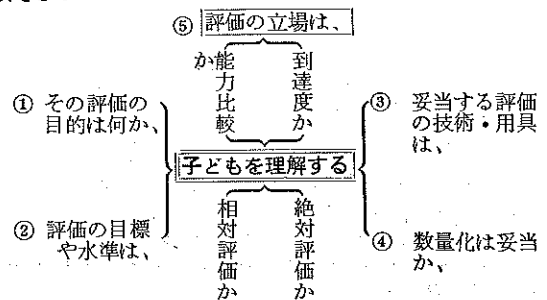 ⑤ 評価の立場は、
到達度か
能力比較か
① その評価の
目的は何か、
③ 妥当する評価
の技術・用具
は、
子どもを理解する
② 評価の目標
や水準は、
絶対評価か
相対評価か
④ 数量化は妥当
か、